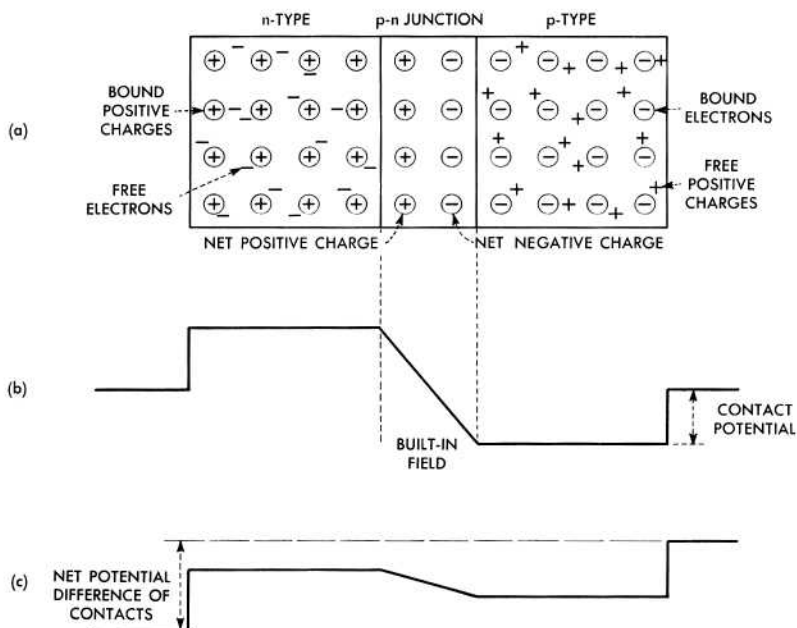 n-TYPE
p-n JUNCTION
p-TYPE
(a)
BOUND
POSITIVE
CHARGES
FREE
ELECTRONS
BOUND
ELECTRONS
FREE
POSITIVE
CHARGES
NET POSITIVE CHARGE
NET NEGATIVE CHARGE
(b)
BUILT-IN
FIELD
CONTACT
POTENTIAL
(c)
NET POTENTIAL
DIFFERENCE OF
CONTACTS